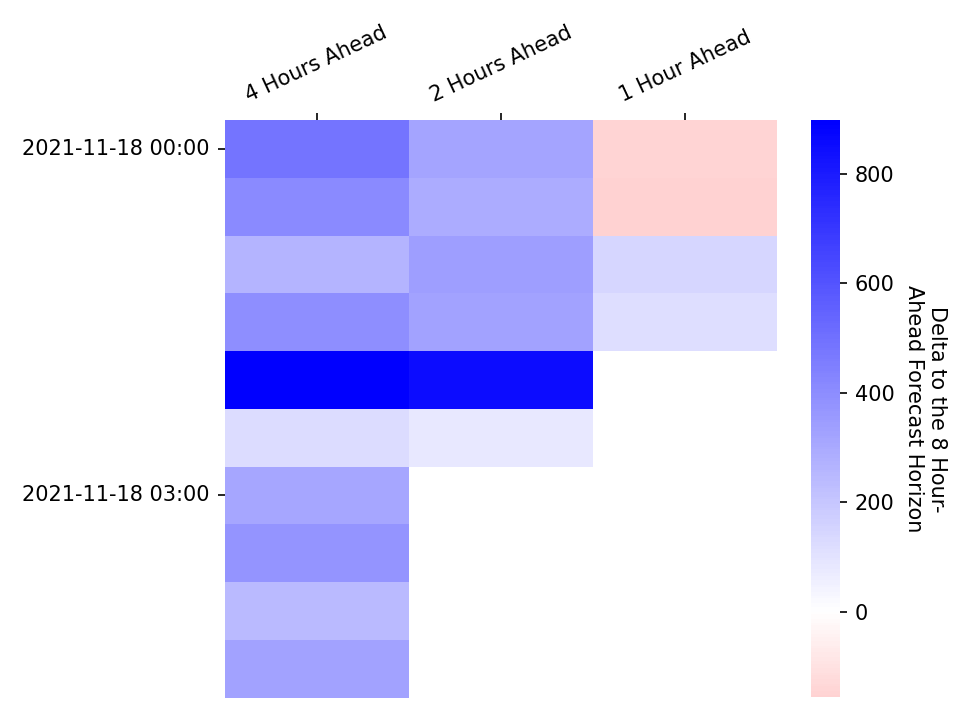 4 Hours Ahead
2 Hours Ahead
1 Hour Ahead
2021-11-18 00:00
2021-11-18 03:00
800
600
400
200
0
Delta to the 8 Hour-
Ahead Forecast Horizon